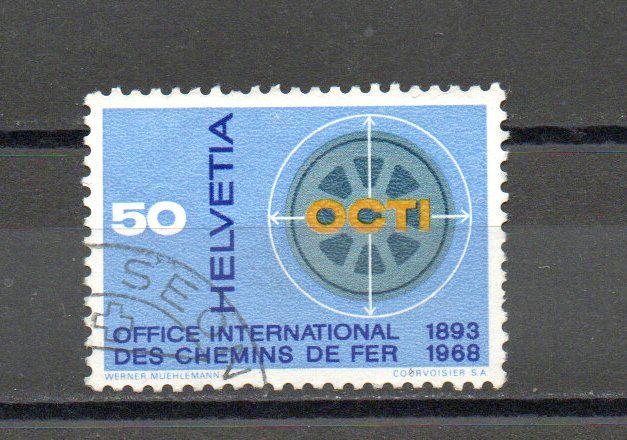 50
HELVETIA
OCTI
OFFICE INTERNATIONAL 1893
DES CHEMINS DE FER 1968
WERNER MUEHLEMANN COURVOISIER S.A.